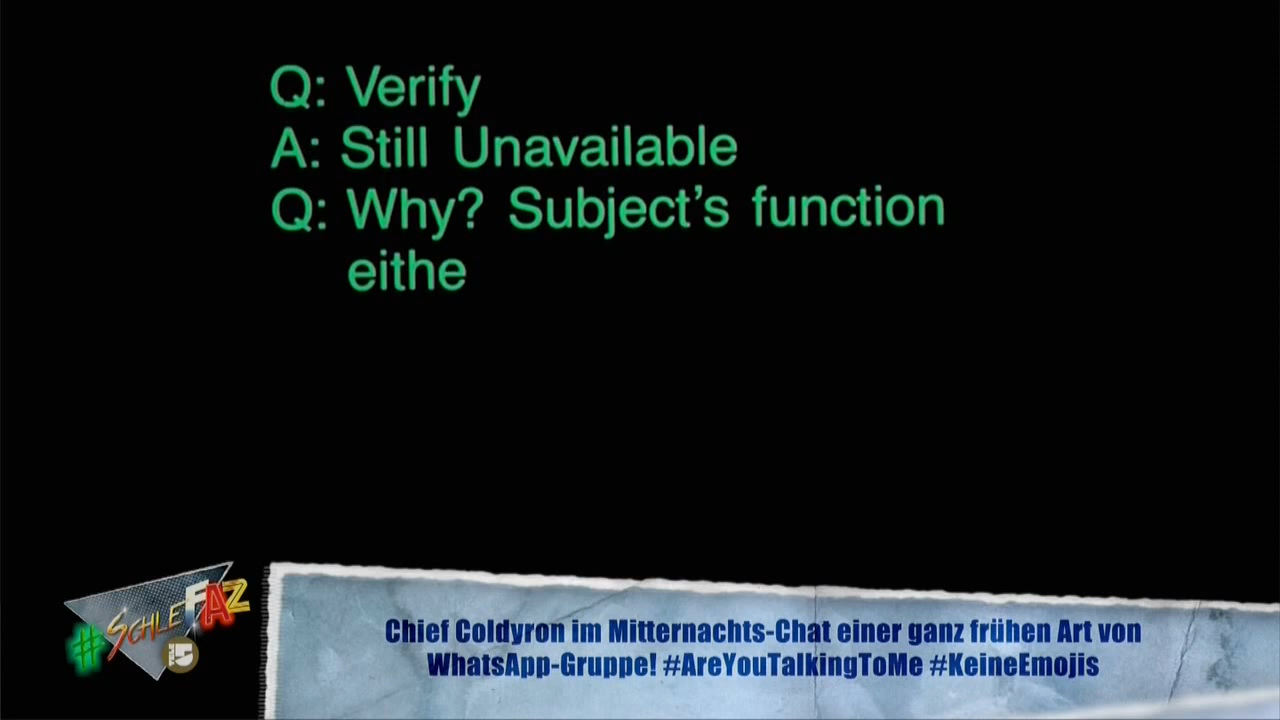 Q: Verify
A: Still Unavailable
Q: Why? Subject's function
eithe
#SCHLEFAZ
Chief Coldyron im Mitternachts-Chat einer ganz frühen Art von
WhatsApp-Gruppe! #AreYouTalkingToMe #KeineEmojis